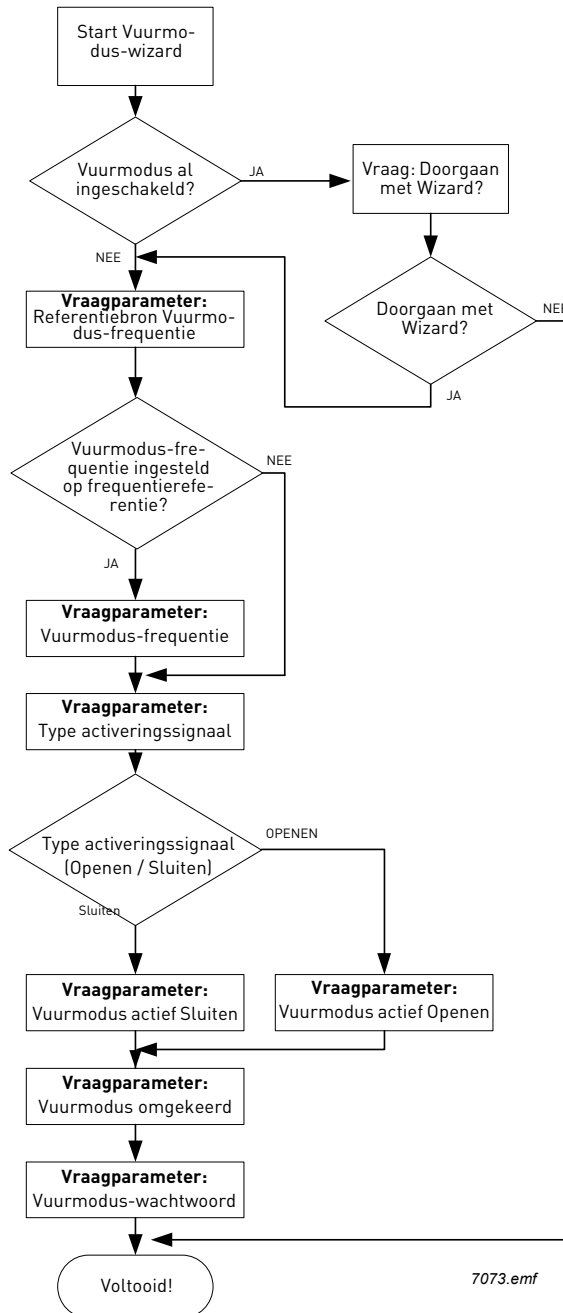 Start Vuurmo-
dus-wizard
Vuurmodus al
ingeschakeld?
JA
Vraag: Doorgaan
met Wizard?
NEE
Doorgaan met
Wizard?
NEE
JA
Vraagparameter:
Referentiebron Vuurmo-
dus-frequentie
Vuurmodus-fre-
quentie ingesteld
op frequentierefe-
rentie?
NEE
JA
Vraagparameter:
Vuurmodus-frequentie
Vraagparameter:
Type activeringssignaal
Type activeringssignaal
(Openen / Sluiten)
OPENEN
Sluiten
Vraagparameter:
Vuurmodus actief Sluiten
Vraagparameter:
Vuurmodus actief Openen
Vraagparameter:
Vuurmodus omgekeerd
Vraagparameter:
Vuurmodus-wachtwoord
Voltooid!
7073.emf